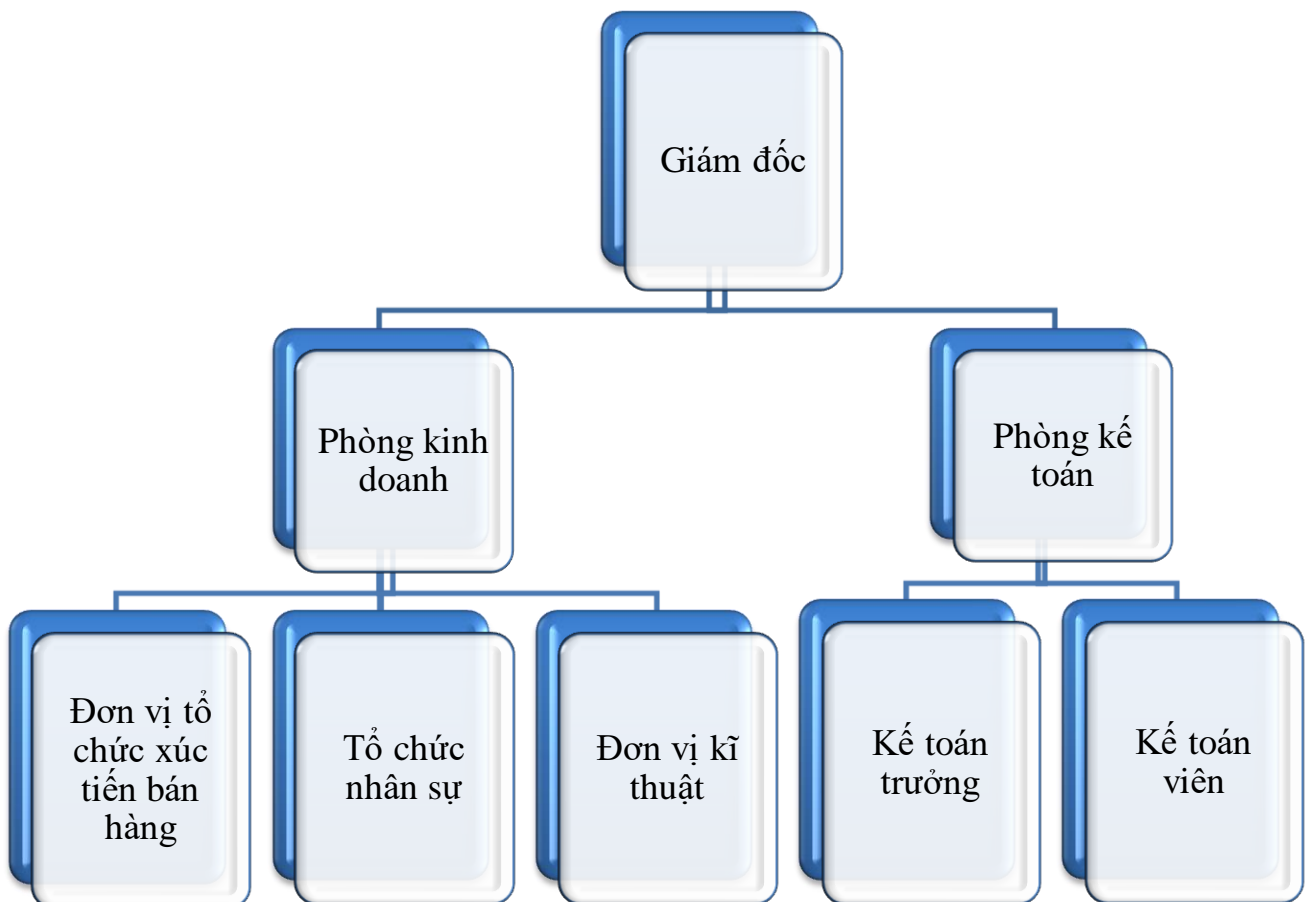 Giám đốc
Phòng kinh
doanh
Phòng kế
toán
Đơn vị tổ
chức xúc
tiến bán
hàng
Tổ chức
nhân sự
Đơn vị kĩ
thuật
Kế toán
trưởng
Kế toán
viên